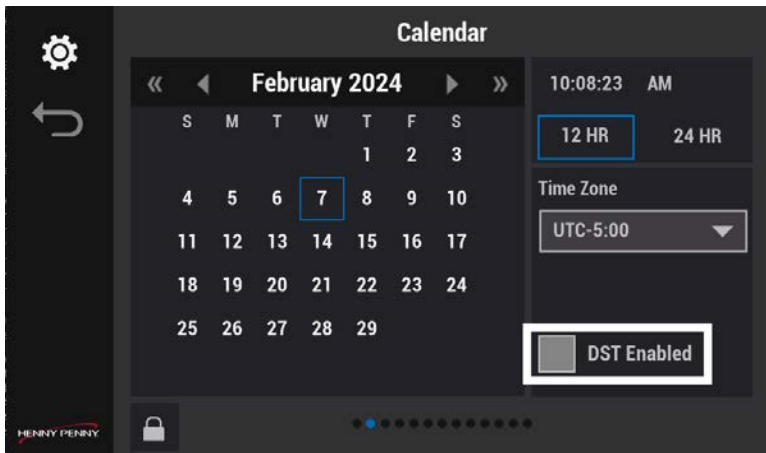 Calendar
« February 2024 »
S M T W T F S
1 2 3
4 5 6 7 8 9 10
11 12 13 14 15 16 17
18 19 20 21 22 23 24
25 26 27 28 29
10:08:23 AM
12 HR 24 HR
Time Zone
UTC-5:00
DST Enabled
HENNY PENNY